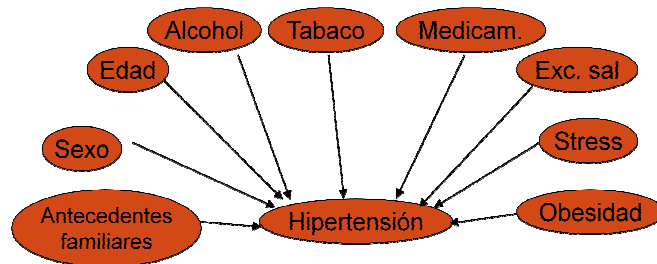 Alcohol
Tabaco
Medicam.
Edad
Exc. sal
Sexo
Stress
Antecedentes
familiares
Hipertensión
Obesidad